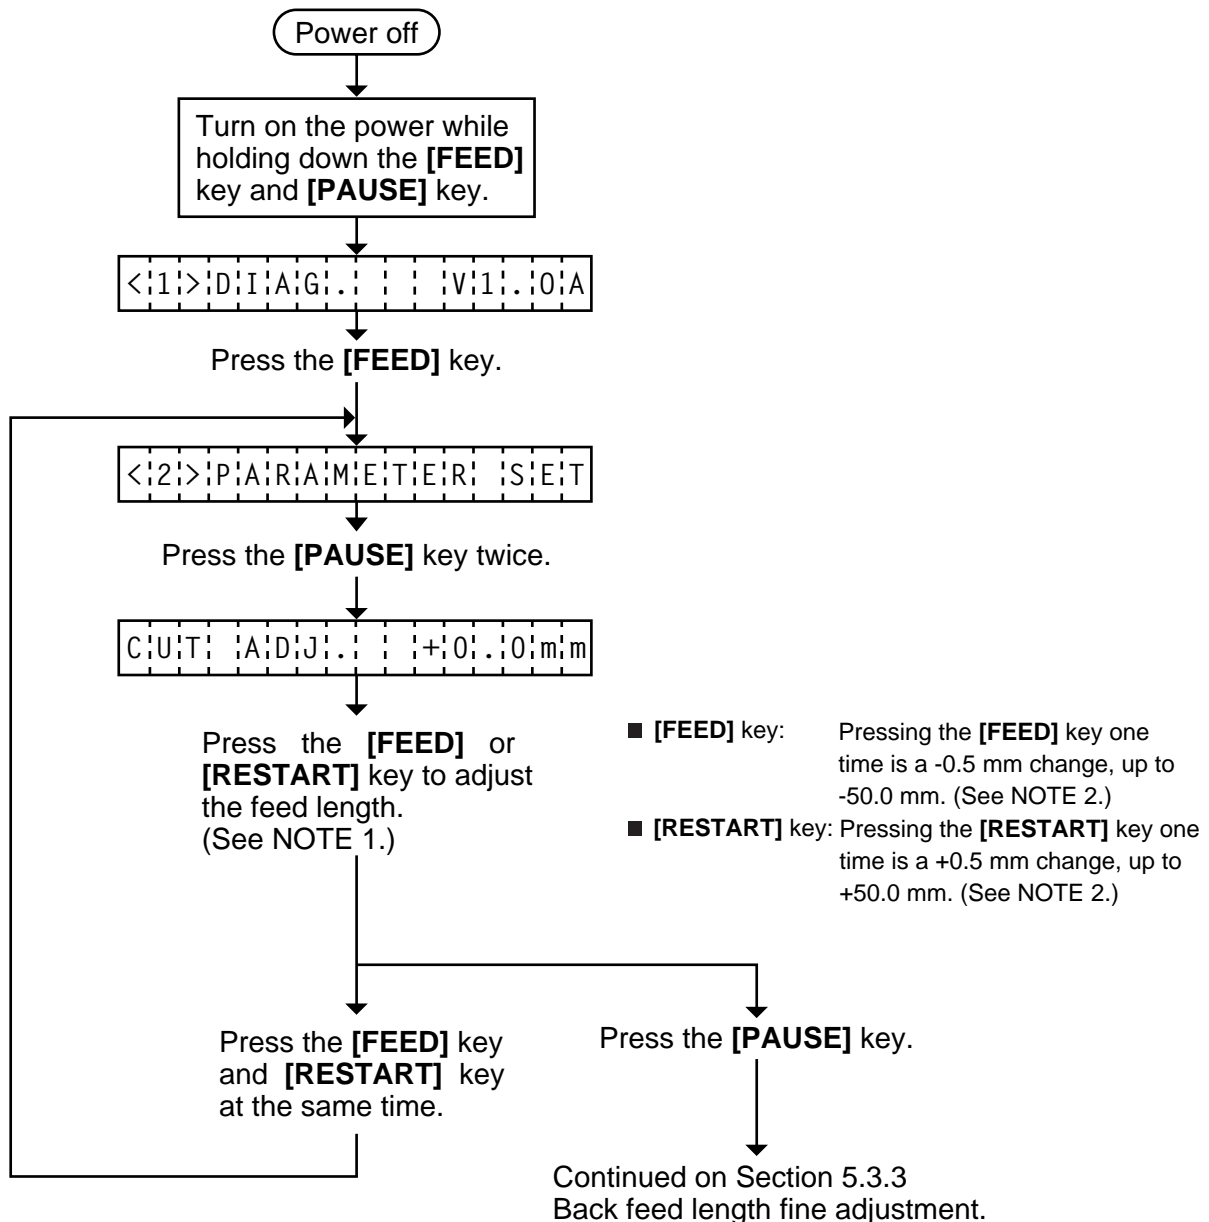 Power off
Turn on the power while
holding down the [FEED]
key and [PAUSE] key.
<1>DIAG.   V1.0A
Press the [FEED] key.
<2>PARAMETER SET
Press the [PAUSE] key twice.
CUT ADJ.  +0.0mm
Press the [FEED] or
[RESTART] key to adjust
the feed length.
(See NOTE 1.)
■ [FEED] key: Pressing the [FEED] key one
time is a -0.5 mm change, up to
-50.0 mm. (See NOTE 2.)
■ [RESTART] key: Pressing the [RESTART] key one
time is a +0.5 mm change, up to
+50.0 mm. (See NOTE 2.)
Press the [FEED] key
and [RESTART] key
at the same time.
Press the [PAUSE] key.
Continued on Section 5.3.3
Back feed length fine adjustment.